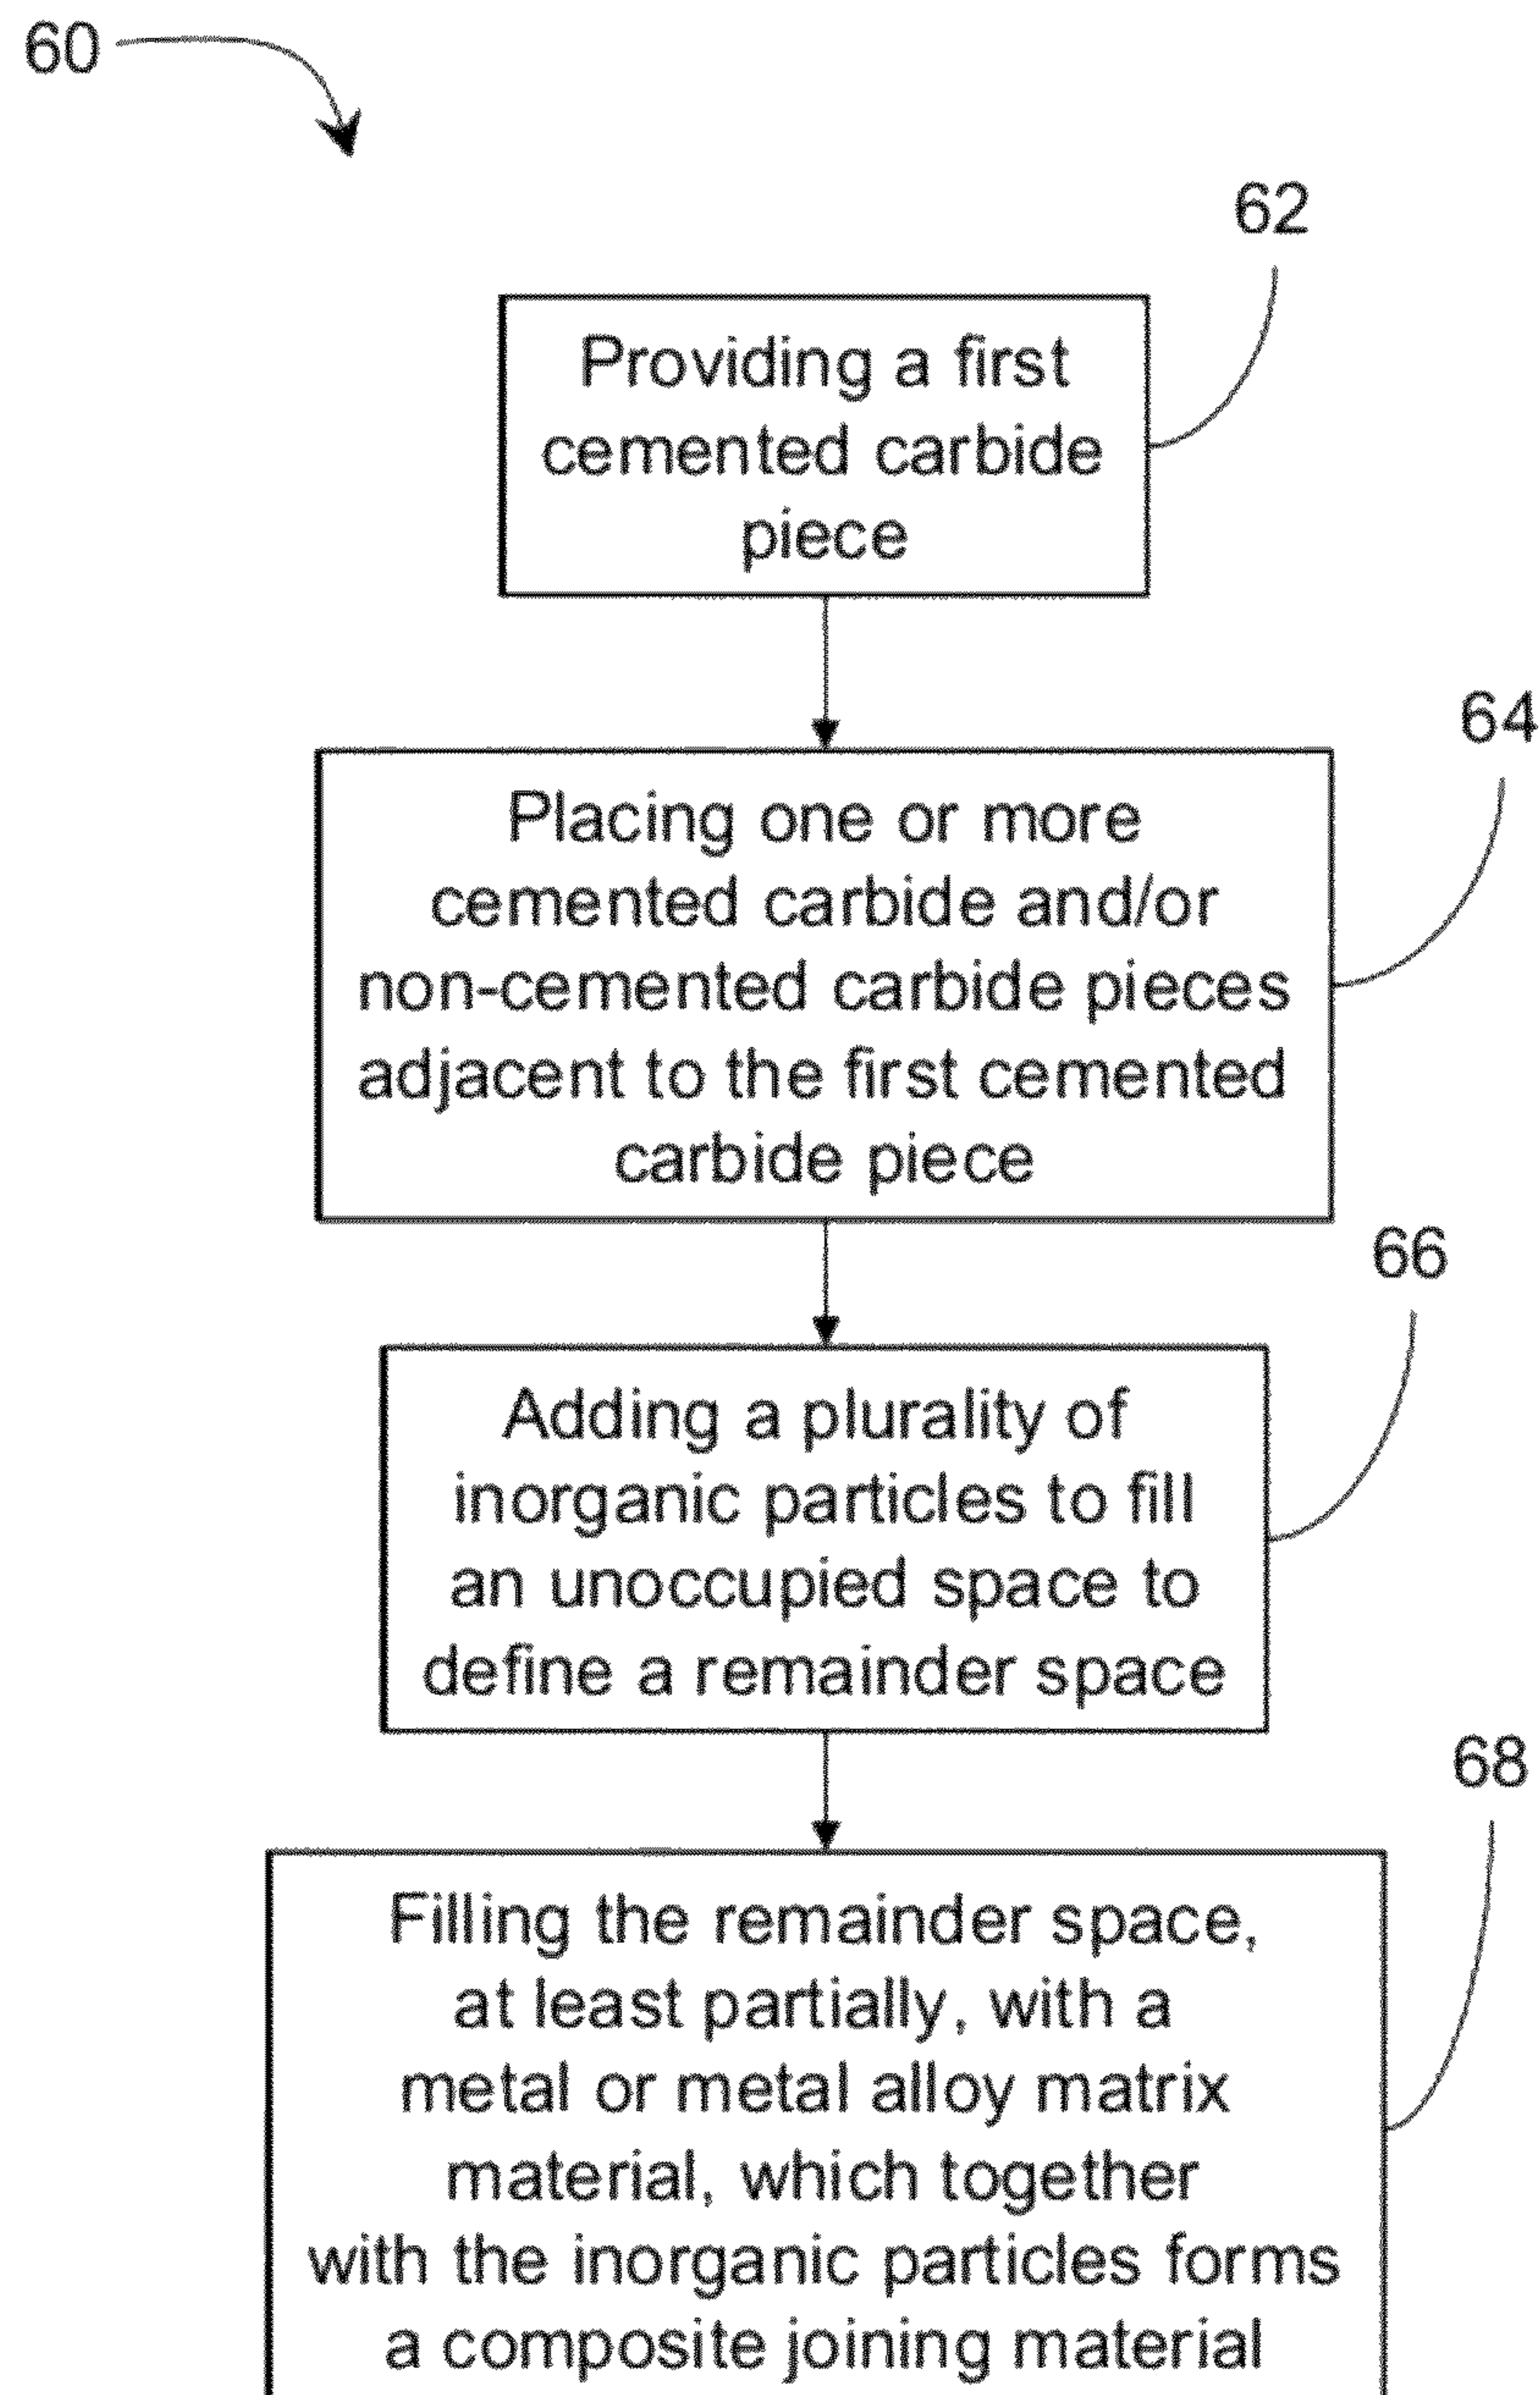 60
62
Providing a first
cemented carbide
piece
64
Placing one or more
cemented carbide and/or
non-cemented carbide pieces
adjacent to the first cemented
carbide piece
66
Adding a plurality of
inorganic particles to fill
an unoccupied space to
define a remainder space
68
Filling the remainder space,
at least partially, with a
metal or metal alloy matrix
material, which together
with the inorganic particles forms
a composite joining material